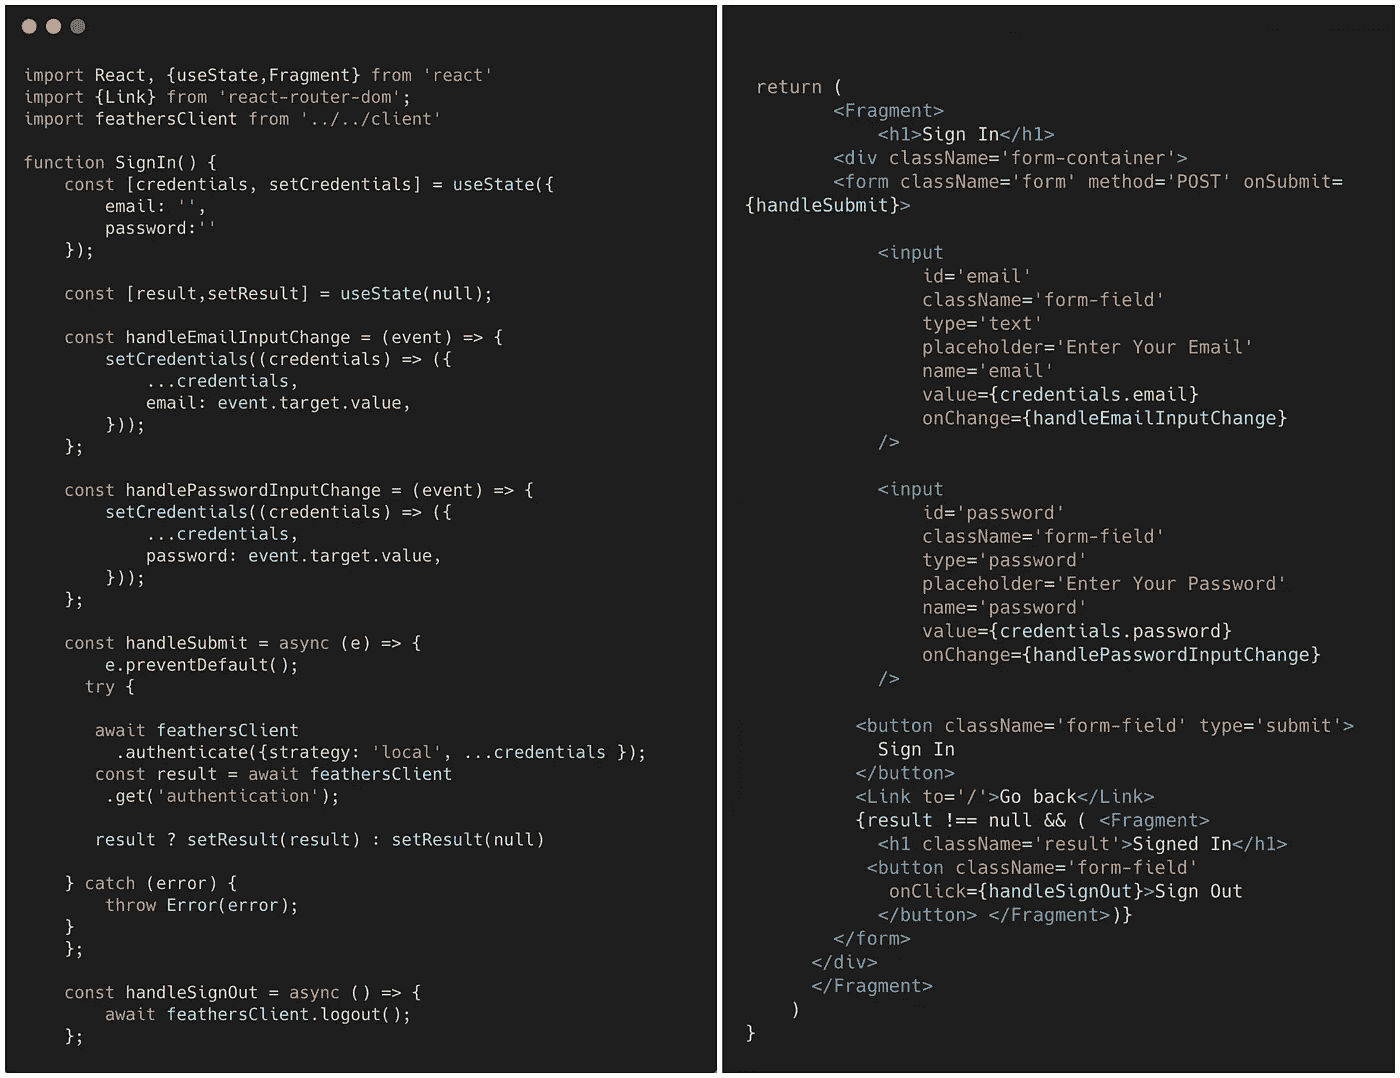 import React, {useState,Fragment} from 'react'
import {Link} from 'react-router-dom';
import feathersClient from '../../client'

function SignIn() {
    const [credentials, setCredentials] = useState({
        email: '',
        password:''
    });

    const [result,setResult] = useState(null);

    const handleEmailInputChange = (event) => {
        setCredentials((credentials) => ({
            ...credentials,
            email: event.target.value,
        }));
    };

    const handlePasswordInputChange = (event) => {
        setCredentials((credentials) => ({
            ...credentials,
            password: event.target.value,
        }));
    };

    const handleSubmit = async (e) => {
        e.preventDefault();
      try {

       await feathersClient
         .authenticate({strategy: 'local', ...credentials });
       const result = await feathersClient
        .get('authentication');

       result ? setResult(result) : setResult(null)

    } catch (error) {
        throw Error(error);
    }
    };

    const handleSignOut = async () => {
        await feathersClient.logout();
    };

 return (
        <Fragment>
            <h1>Sign In</h1>
        <div className='form-container'>
        <form className='form' method='POST' onSubmit=
{handleSubmit}>

            <input
                id='email'
                className='form-field'
                type='text'
                placeholder='Enter Your Email'
                name='email'
                value={credentials.email}
                onChange={handleEmailInputChange}
            />

            <input
                id='password'
                className='form-field'
                type='password'
                placeholder='Enter Your Password'
                name='password'
                value={credentials.password}
                onChange={handlePasswordInputChange}
            />

          <button className='form-field' type='submit'>
            Sign In
          </button>
          <Link to='/'>Go back</Link>
          {result !== null && ( <Fragment>
            <h1 className='result'>Signed In</h1>
           <button className='form-field'
             onClick={handleSignOut}>Sign Out
            </button> </Fragment>)}
        </form>
      </div>
      </Fragment>
    )
}